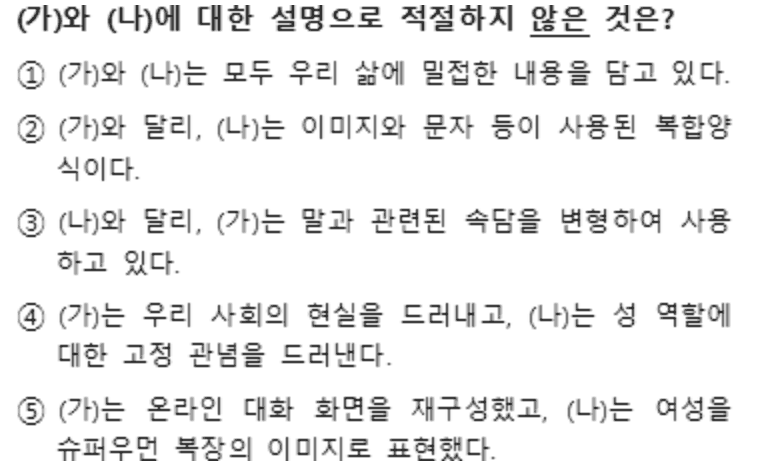 (가)와 (나)에 대한 설명으로 적절하지 않은 것은?
① (가)와 (나)는 모두 우리 삶에 밀접한 내용을 담고 있다.
② (가)와 달리, (나)는 이미지와 문자 등이 사용된 복합양
식이다.
③ (나)와 달리, (가)는 말과 관련된 속담을 변형하여 사용
하고 있다.
④ (가)는 우리 사회의 현실을 드러내고, (나)는 성 역할에
대한 고정 관념을 드러낸다.
⑤ (가)는 온라인 대화 화면을 재구성했고, (나)는 여성을
슈퍼우먼 복장의 이미지로 표현했다.